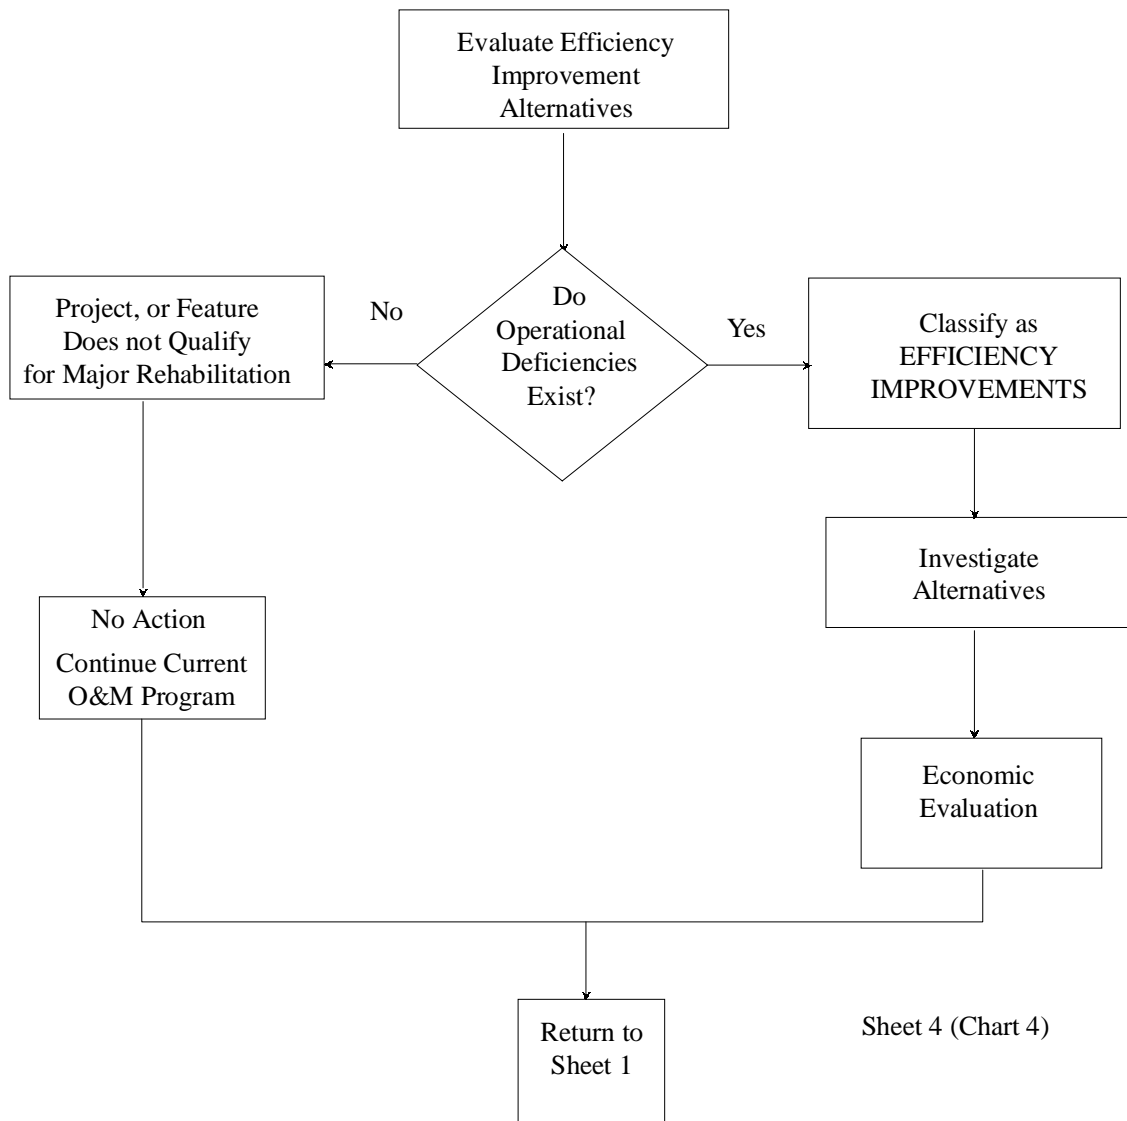 Evaluate Efficiency
Improvement
Alternatives
Do
Operational
Deficiencies
Exist?
No
Yes
Project, or Feature
Does not Qualify
for Major Rehabilitation
Classify as
EFFICIENCY
IMPROVEMENTS
No Action
Continue Current
O&M Program
Investigate
Alternatives
Economic
Evaluation
Return to
Sheet 1
Sheet 4 (Chart 4)